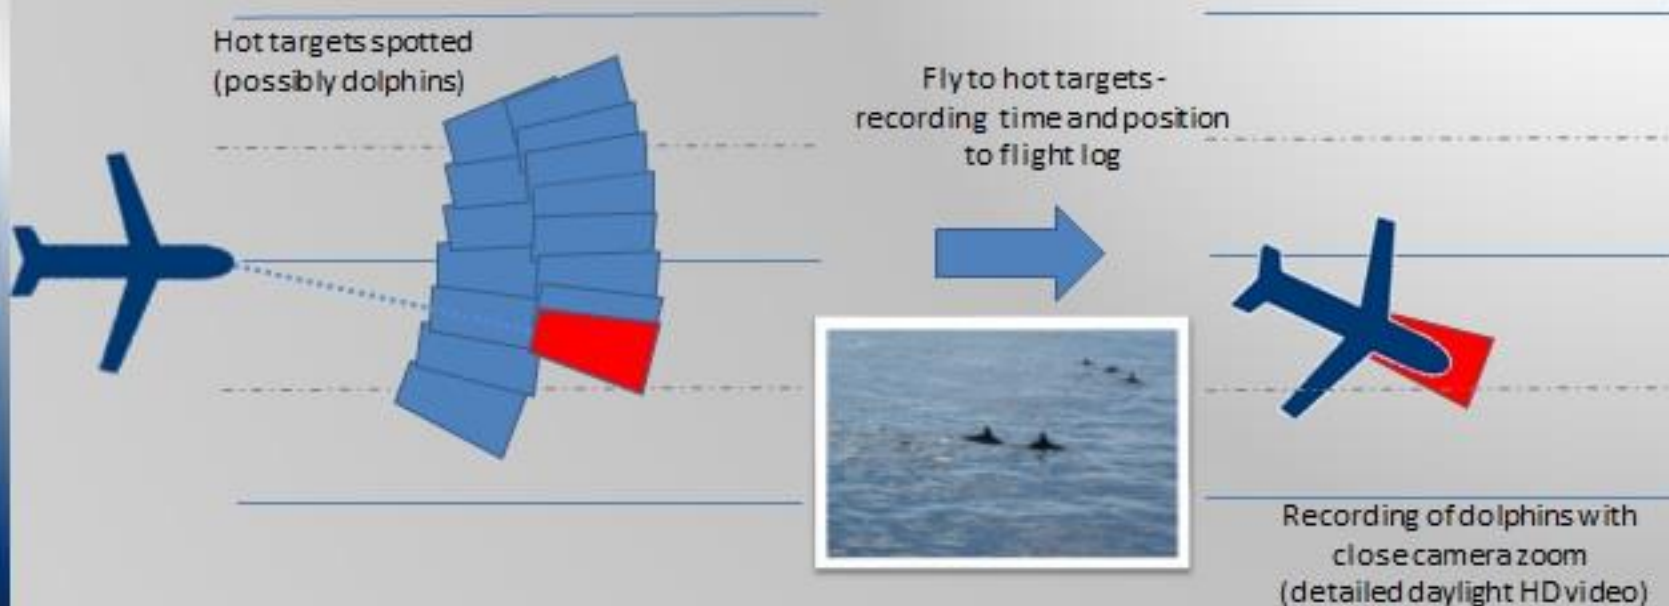 Hot targets spotted
(possibly dolphins)
Fly to hot targets -
recording time and position
to flight log
Recording of dolphins with
close camera zoom
(detailed daylight HD video)